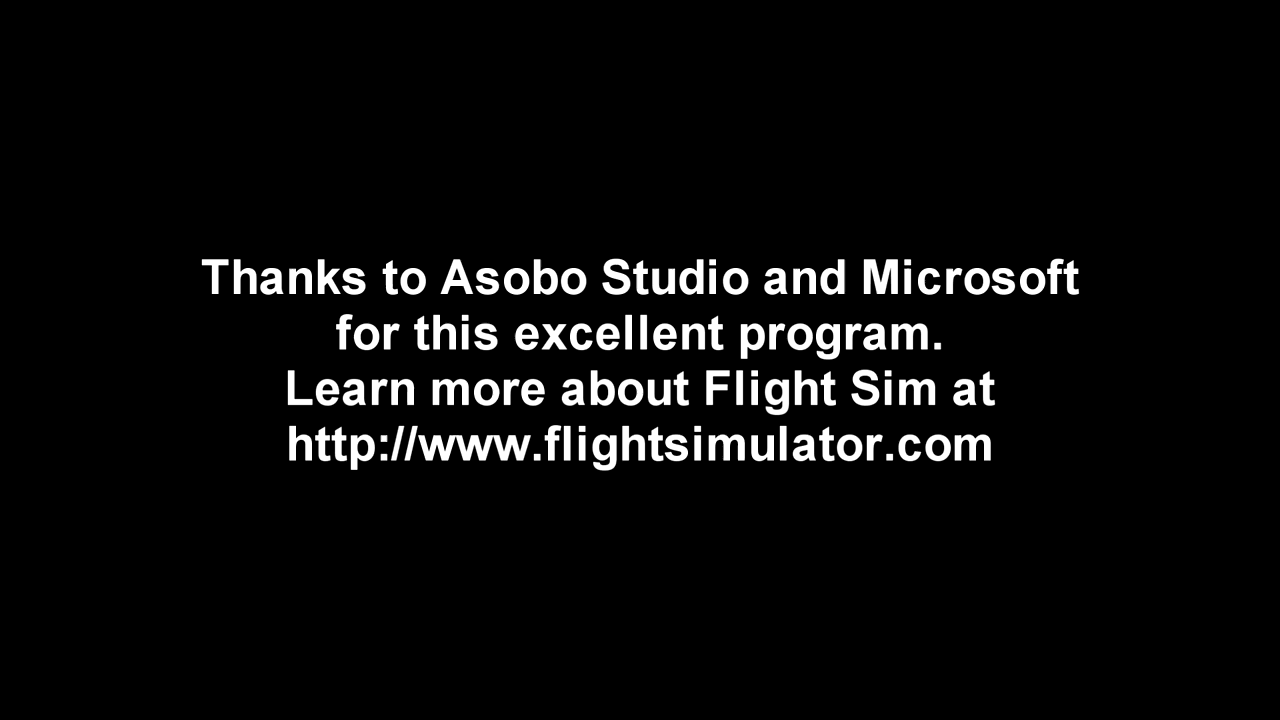 Thanks to Asobo Studio and Microsoft
for this excellent program.
Learn more about Flight Sim at
http://www.flightsimulator.com